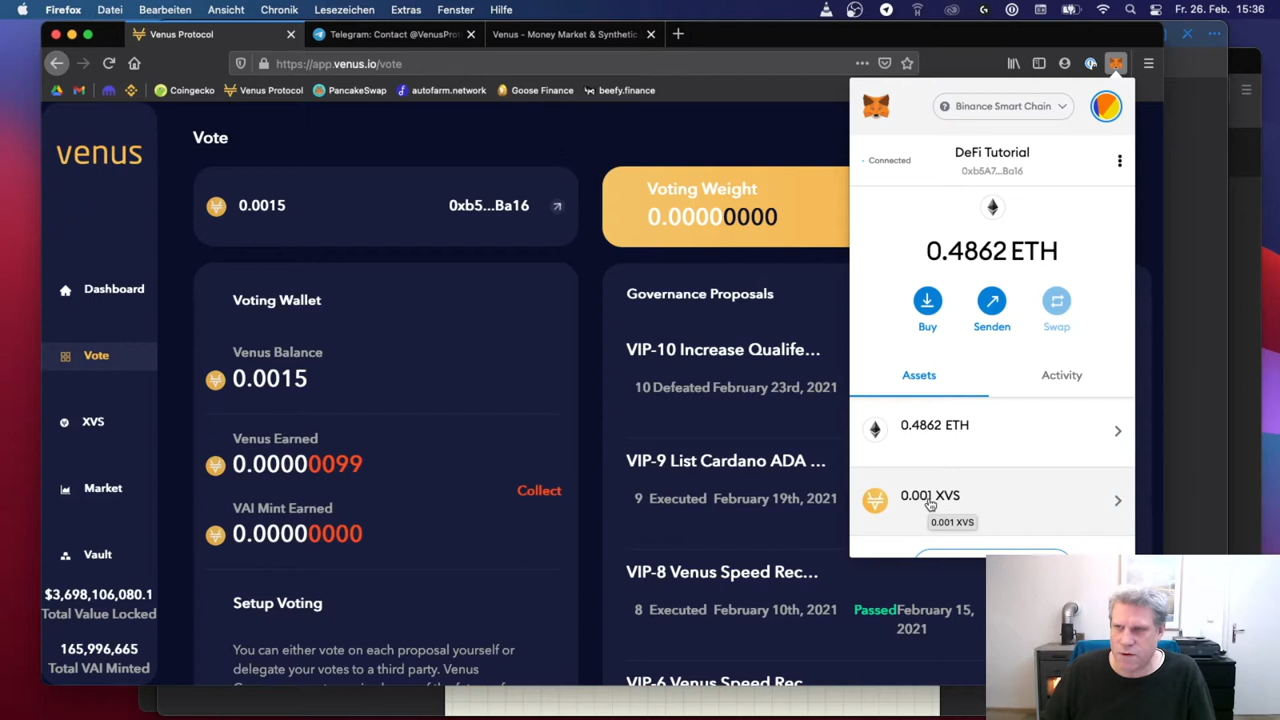 Firefox Datei Bearbeiten Ansicht Chronik Lesezeichen Extras Fenster Hilfe Fr. 26. Feb. 15:36
Venus Protocol Telegram: Contact @VenusProt Venus – Money Market & Synthetic
https://app.venus.io/vote
Coingecko Venus Protocol PancakeSwap autofarm.network Goose Finance beefy.finance
venus
Dashboard
Vote
XVS
Market
Vault
$3,698,106,080.1
Total Value Locked
165,996,665
Total VAI Minted
Vote
0.0015 0xb5...Ba16
Voting Weight
0.00000000
Voting Wallet
Venus Balance
0.0015
Venus Earned
0.00000099
Collect
VAI Mint Earned
0.00000000
Setup Voting
You can either vote on each proposal yourself or
delegate your votes to a third party. Venus
Governance Proposals
VIP-10 Increase Qualife...
10 Defeated February 23rd, 2021
VIP-9 List Cardano ADA ...
9 Executed February 19th, 2021
VIP-8 Venus Speed Rec...
8 Executed February 10th, 2021 Passed February 15,
2021
VIP-6 Venus Speed Rec
Binance Smart Chain
Connected
DeFi Tutorial
0xb5A7...Ba16
0.4862 ETH
Buy Senden Swap
Assets Activity
0.4862 ETH
0.001 XVS
0.001 XVS